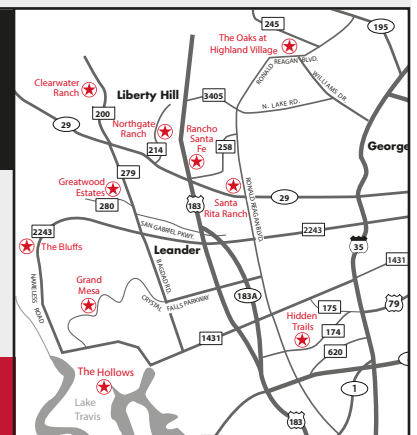 245
195
The Oaks at
Highland Village
RONALD REAGAN BLVD.
WILLIAMS DR.
Clearwater
Ranch
Liberty Hill
3405
N. LAKE RD.
200
29
Northgate
Ranch
Rancho
Santa
Fe
214
258
George
279
Greatwood
Estates
280
183
Santa
Rita Ranch
RONALD REAGAN BLVD.
29
SAN GABREL PKWY.
2243
2243
The Bluffs
Leander
35
1431
NAMELESS ROAD
BAGDAD RD.
Grand
Mesa
CRYSTAL FALLS PARKWAY
183A
175
79
Hidden
Trails
174
1431
620
The Hollows
1
Lake
Travis
183